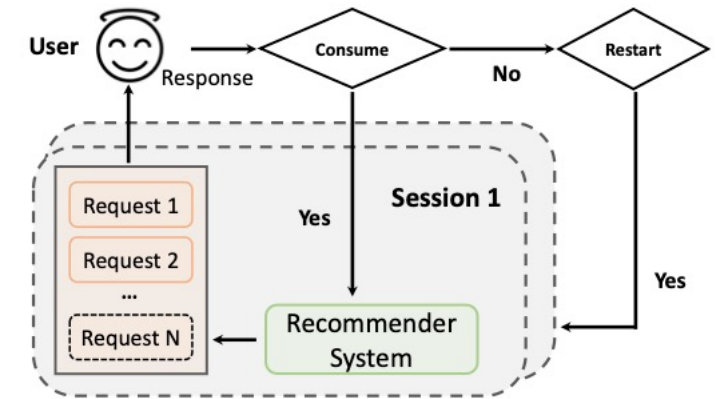 User
Response
Consume
No
Restart
Session 1
Request 1
Yes
Request 2
...
Yes
Request N
Recommender
System